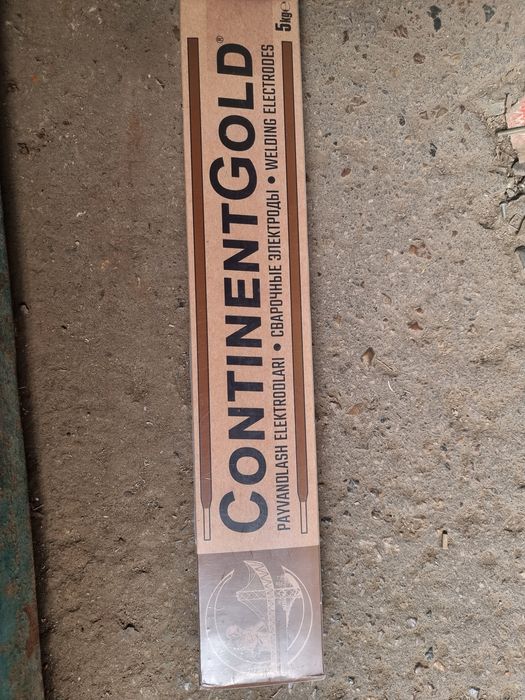 5kg℮
CONTINENTGOLD®
PAYVANDLASH ELEKTRODLARI • СВАРОЧНЫЕ ЭЛЕКТРОДЫ • WELDING ELECTRODES